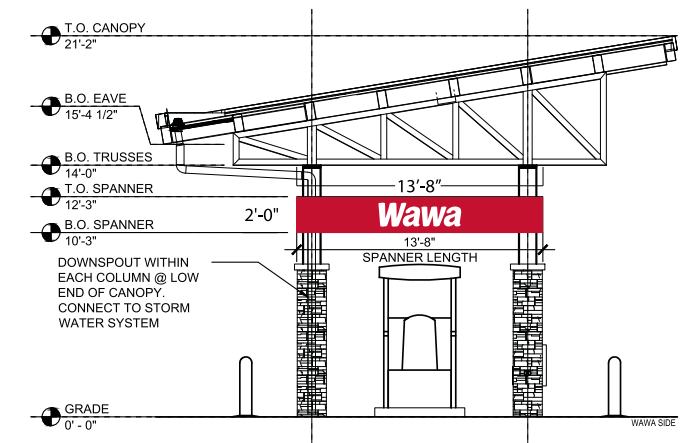 T.O. CANOPY
21'-2"
B.O. EAVE
15'-4 1/2"
B.O. TRUSSES
14'-0"
T.O. SPANNER
12'-3"
13'-8"
2'-0"
Wawa
B.O. SPANNER
10'-3"
13'-8"
SPANNER LENGTH
DOWNSPOUT WITHIN
EACH COLUMN @ LOW
END OF CANOPY.
CONNECT TO STORM
WATER SYSTEM
GRADE
0' - 0"
WAWA SIDE